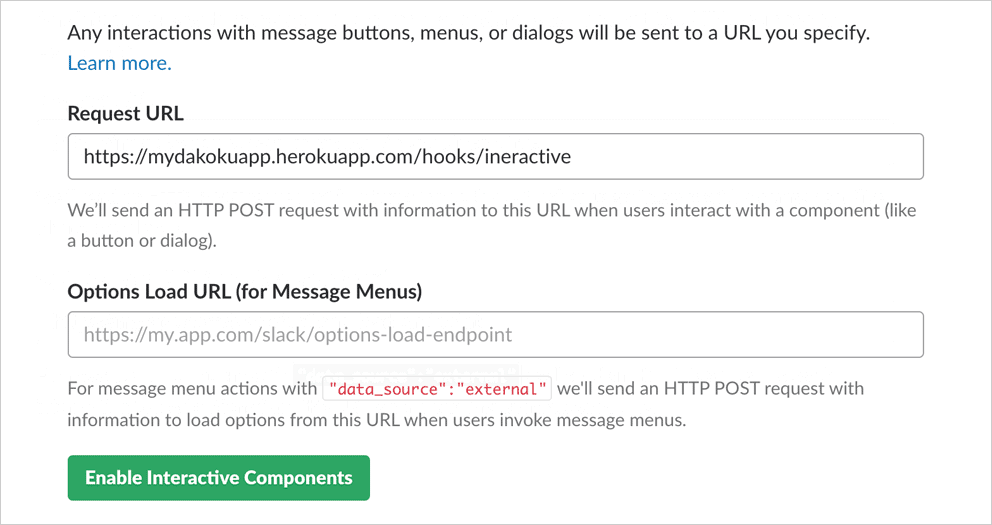 Any interactions with message buttons, menus, or dialogs will be sent to a URL you specify.
Learn more.
Request URL
https://mydakokuapp.herokuapp.com/hooks/ineractive
We'll send an HTTP POST request with information to this URL when users interact with a component (like
a button or dialog).
Options Load URL (for Message Menus)
https://my.app.com/slack/options-load-endpoint
For message menu actions with "data_source":"external" we'll send an HTTP POST request with
information to load options from this URL when users invoke message menus.
Enable Interactive Components